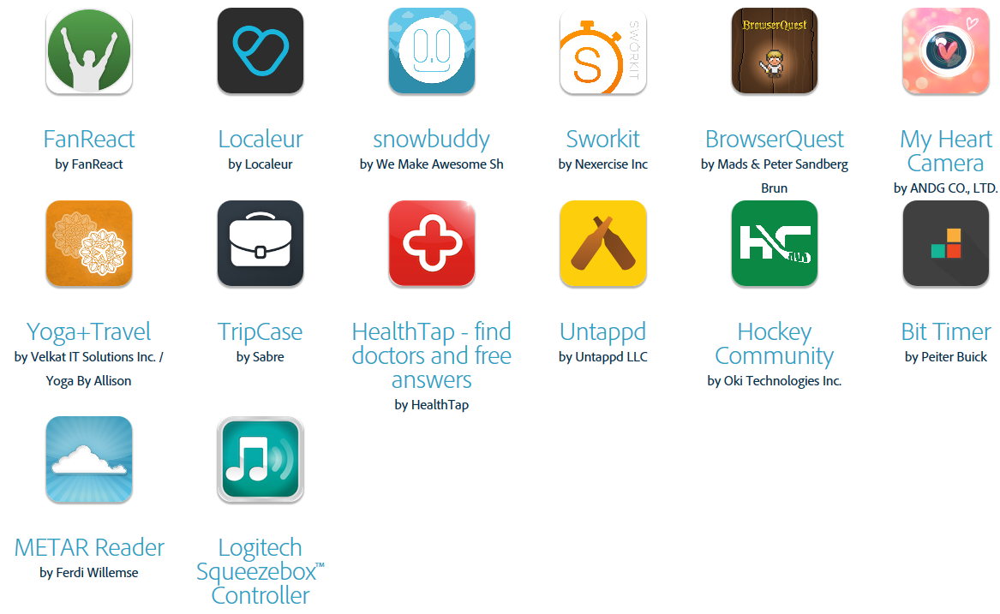 SWORKIT
S
BrowserQuest
FanReact
by FanReact
Localeur
by Localeur
snowbuddy
by We Make Awesome Sh
Sworkit
by Nexercise Inc
BrowserQuest
by Mads & Peter Sandberg
Brun
My Heart
Camera
by ANDG CO., LTD.
HC
Yoga+Travel
by Velkat IT Solutions Inc. /
Yoga By Allison
TripCase
by Sabre
HealthTap - find
doctors and free
answers
by HealthTap
Untappd
by Untappd LLC
Hockey
Community
by Oki Technologies Inc.
Bit Timer
by Peiter Buick
METAR Reader
by Ferdi Willemse
Logitech
Squeezebox™
Controller